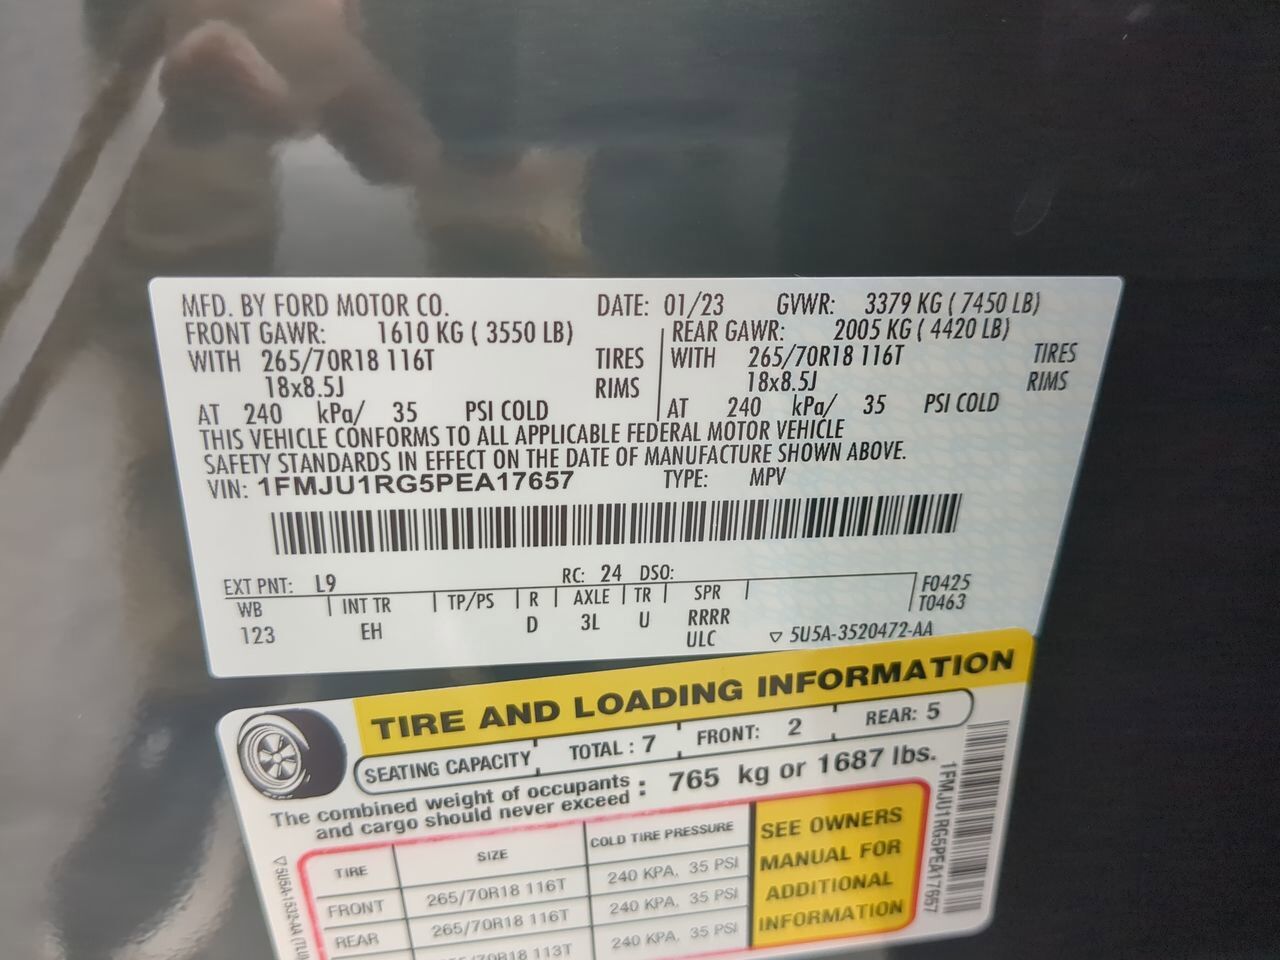 MFD. BY FORD MOTOR CO. DATE: 01/23 GVWR: 3379 KG ( 7450 LB)
FRONT GAWR: 1610 KG ( 3550 LB) REAR GAWR: 2005 KG ( 4420 LB)
WITH 265/70R18 116T TIRES WITH 265/70R18 116T TIRES
18x8.5J RIMS 18x8.5J RIMS
AT 240 kPa/ 35 PSI COLD AT 240 kPa/ 35 PSI COLD
THIS VEHICLE CONFORMS TO ALL APPLICABLE FEDERAL MOTOR VEHICLE
SAFETY STANDARDS IN EFFECT ON THE DATE OF MANUFACTURE SHOWN ABOVE.
VIN: 1FMJU1RG5PEA17657 TYPE: MPV
EXT PNT: L9 RC: 24 DSO:
WB INT TR TP/PS R AXLE TR SPR F0425
123 EH D 3L U RRRR T0463
ULC ▽ 5U5A-3520472-AA
TIRE AND LOADING INFORMATION
SEATING CAPACITY TOTAL : 7 FRONT: 2 REAR: 5
The combined weight of occupants and cargo should never exceed : 765 kg or 1687 lbs.
TIRE SIZE COLD TIRE PRESSURE
FRONT 265/70R18 116T 240 KPA, 35 PSI
REAR 265/70R18 116T 240 KPA, 35 PSI
/70R18 113T 240 KPA, 35 PSI
SEE OWNERS
MANUAL FOR
ADDITIONAL
INFORMATION
1FMJU1RG5PEA17657